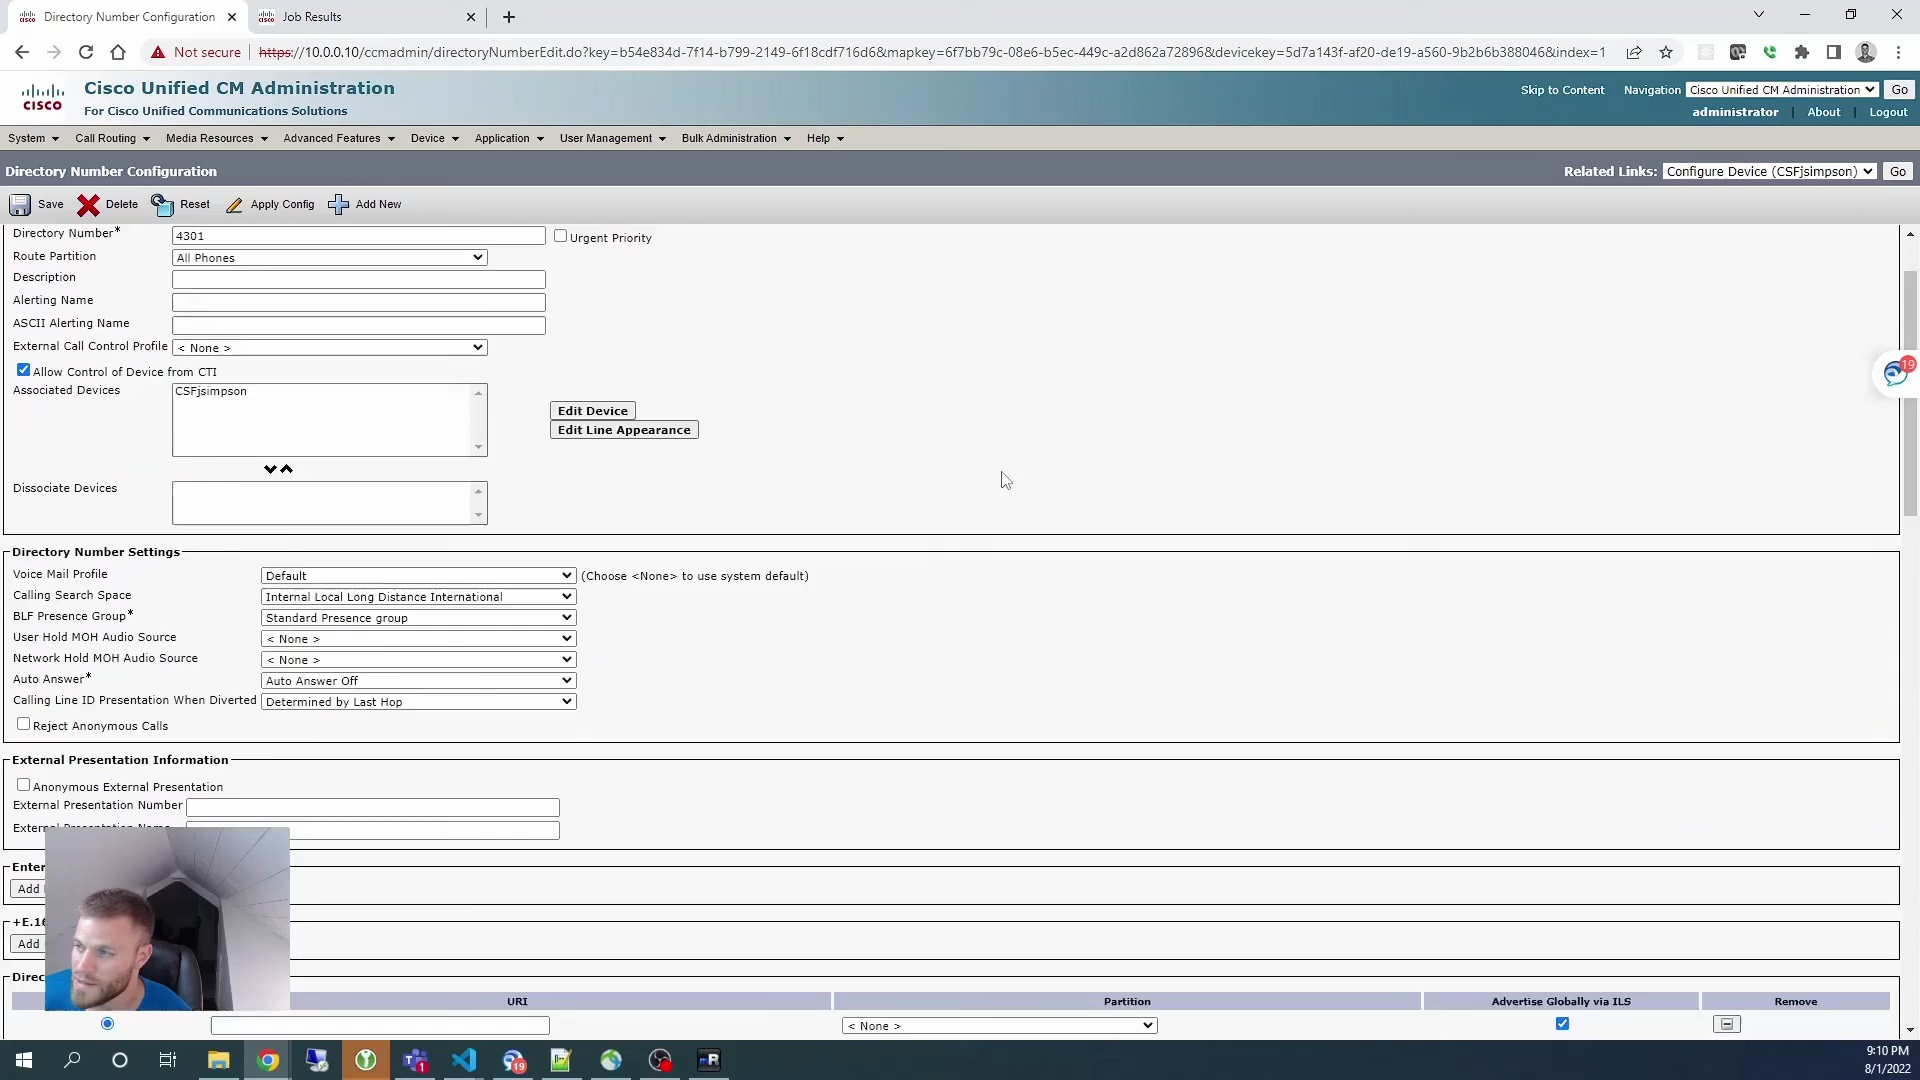 Directory Number Configuration
Job Results
Not secure https://10.0.0.10/ccmadmin/directoryNumberEdit.do?key=b54e834d-7f14-b799-2149-6f18cdf716d6&mapkey=6f7bb79c-08e6-b5ec-449c-a2d862a72896&devicekey=5d7a143f-af20-de19-a560-9b2b6b388046&index=1
cisco
Cisco Unified CM Administration
For Cisco Unified Communications Solutions
Skip to Content Navigation Cisco Unified CM Administration Go
administrator | About | Logout
System Call Routing Media Resources Advanced Features Device Application User Management Bulk Administration Help
Directory Number Configuration
Related Links: Configure Device (CSFjsimpson) Go
Save Delete Reset Apply Config Add New
Directory Number* 4301 Urgent Priority
Route Partition All Phones
Description
Alerting Name
ASCII Alerting Name
External Call Control Profile < None >
Allow Control of Device from CTI
Associated Devices CSFjsimpson
Edit Device
Edit Line Appearance
Dissociate Devices
19
Directory Number Settings
Voice Mail Profile Default (Choose <None> to use system default)
Calling Search Space Internal Local Long Distance International
BLF Presence Group* Standard Presence group
User Hold MOH Audio Source < None >
Network Hold MOH Audio Source < None >
Auto Answer* Auto Answer Off
Calling Line ID Presentation When Diverted Determined by Last Hop
Reject Anonymous Calls
External Presentation Information
Anonymous External Presentation
External Presentation Number
External Presentation Name
Enter
Add
+E.16
Add
Direc
URI Partition Advertise Globally via ILS Remove
< None >
1
19
9:10 PM
8/1/2022